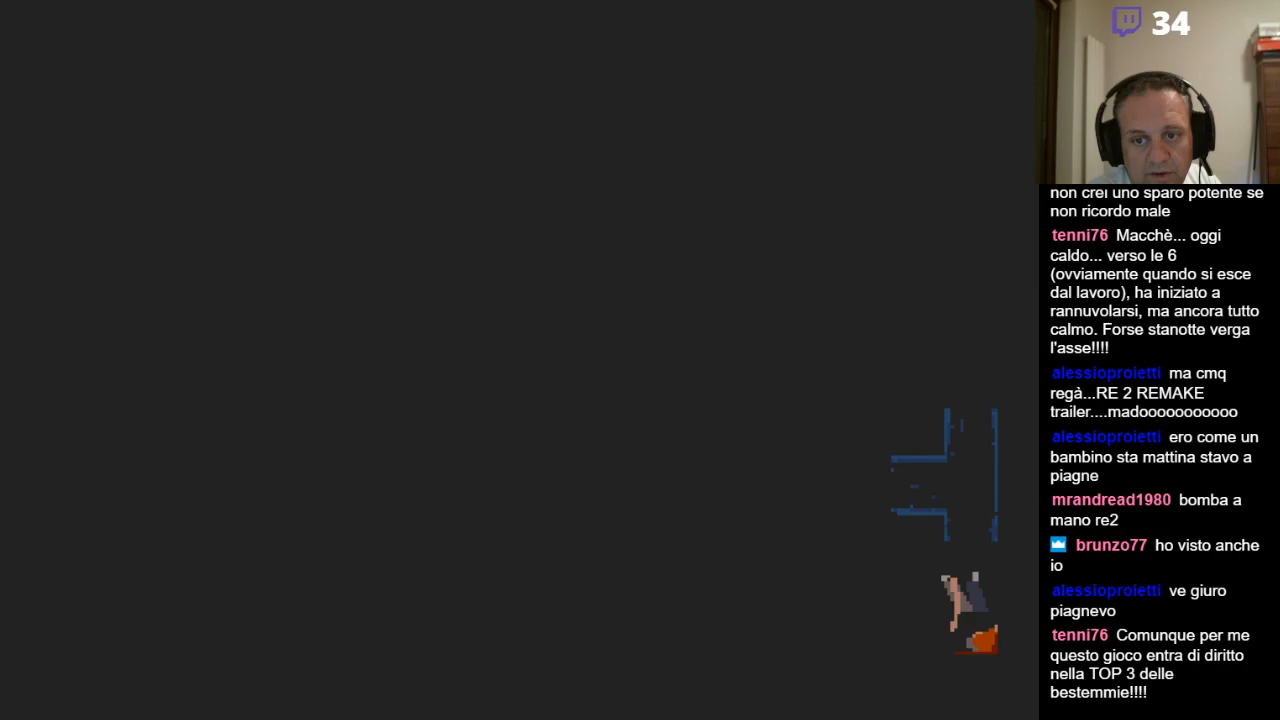 34
non crei uno sparo potente se
non ricordo male
tenni76 Macchè... oggi
caldo... verso le 6
(ovviamente quando si esce
dal lavoro), ha iniziato a
rannuvolarsi, ma ancora tutto
calmo. Forse stanotte verga
l'asse!!!!
alessioproietti ma cmq
regà...RE 2 REMAKE
trailer....madooooooooooo
alessioproietti ero come un
bambino sta mattina stavo a
piagne
mrandread1980 bomba a
mano re2
brunzo77 ho visto anche
io
alessioproietti ve giuro
piagnevo
tenni76 Comunque per me
questo gioco entra di diritto
nella TOP 3 delle
bestemmie!!!!